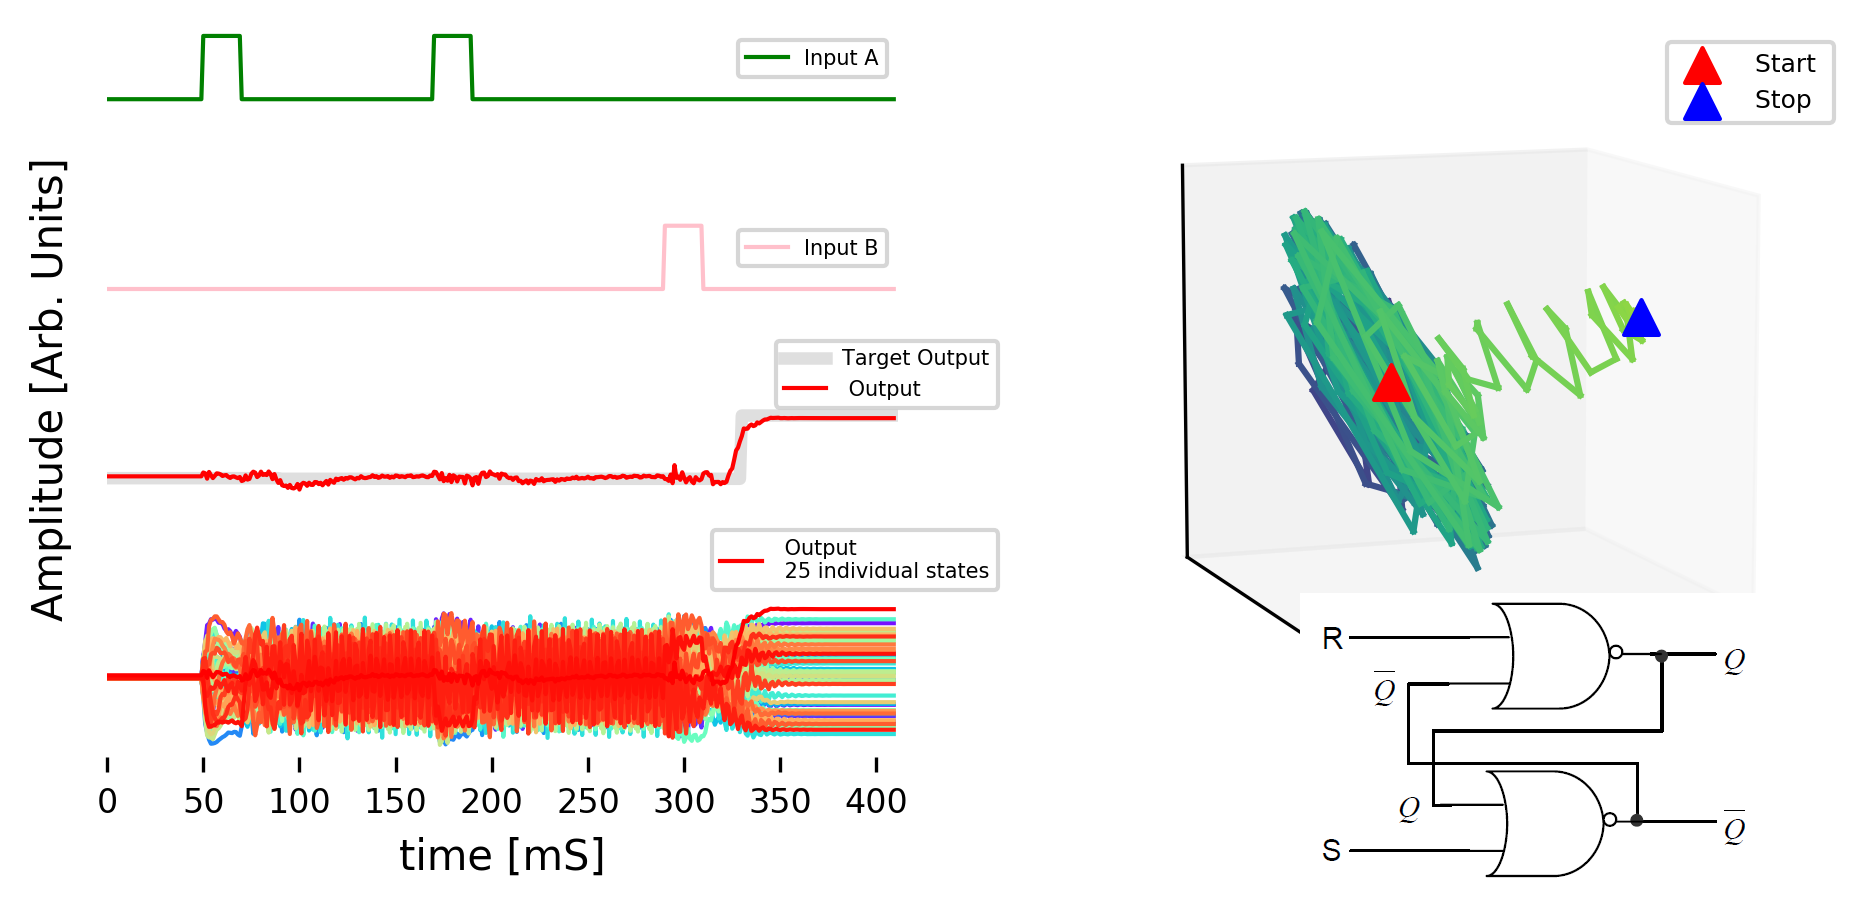 Input A
Input B
Target Output
Output
Output
25 individual states
Amplitude [Arb. Units]
0 50 100 150 200 250 300 350 400
time [mS]
Start
Stop
R
Q
Q
Q
Q
S